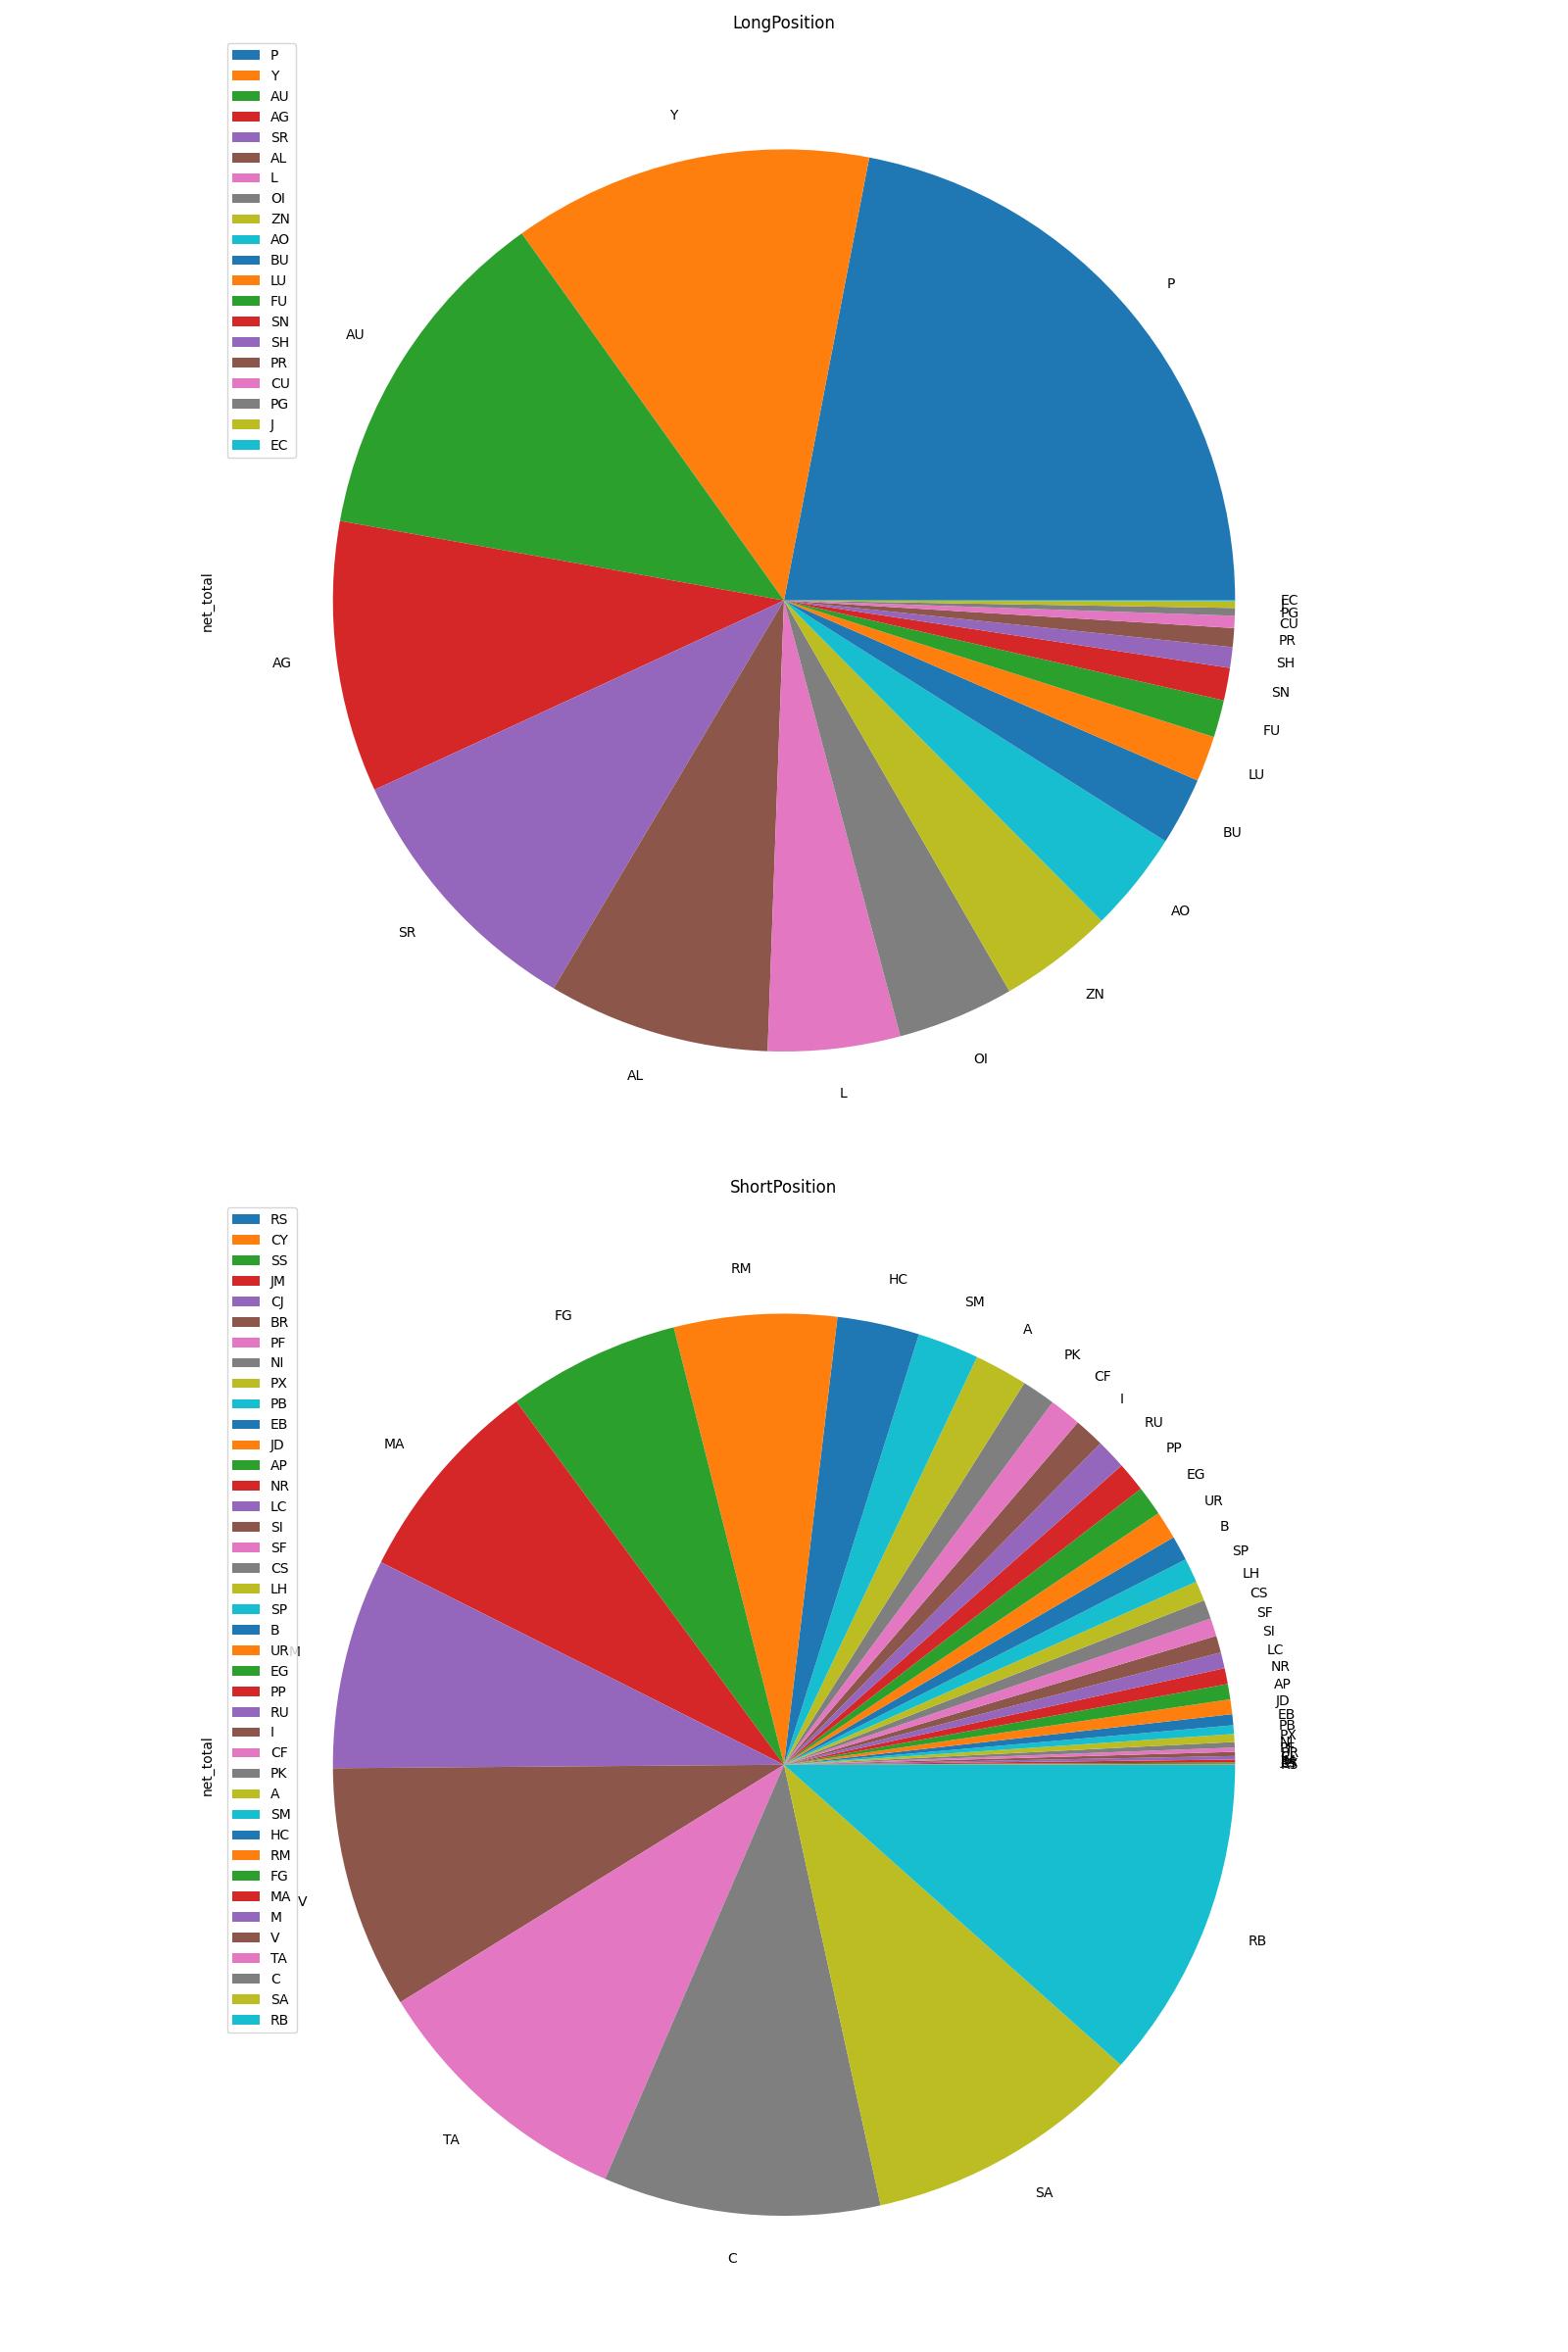 LongPosition
P
Y
AU
AG
SR
AL
L
OI
ZN
AO
BU
LU
FU
SN
SH
PR
CU
PG
J
EC
net_total
Y
P
AU
AG
SR
AL
L
OI
ZN
AO
BU
LU
FU
SN
SH
PR
CU
PG
EC
ShortPosition
RS
CY
SS
JM
CJ
BR
PF
NI
PX
PB
EB
JD
AP
NR
LC
SI
SF
CS
LH
SP
B
UR
EG
PP
RU
I
CF
PK
A
SM
HC
RM
FG
MA
M
V
TA
C
SA
RB
net_total
RM
HC
FG
SM
A
PK
CF
I
RU
MA
PP
EG
UR
B
SP
LH
CS
SF
SI
LC
M
NR
AP
JD
EB
PB
PX
V
RB
TA
SA
C